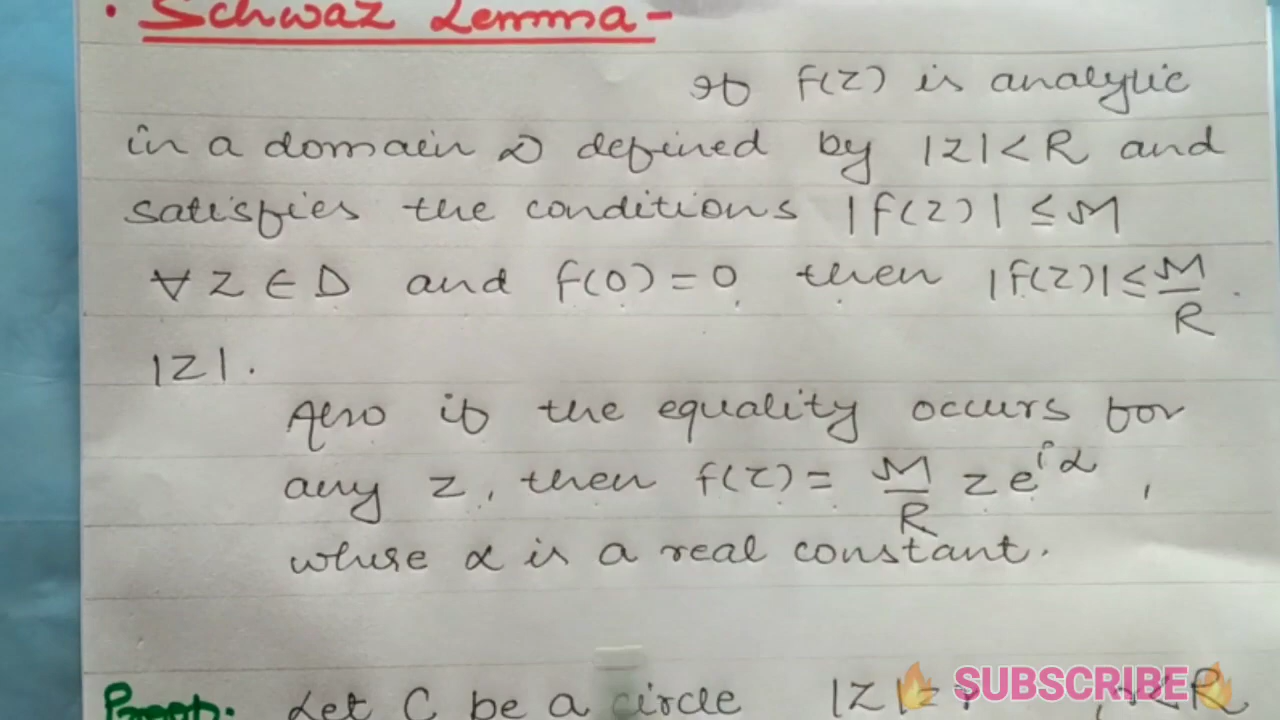 • Schwaz Lemma -
If f(z) is analytic
in a domain D defined by |z| < R and
satisfies the conditions |f(z)| ≤ M
∀ z ∈ D and f(0) = 0 then |f(z)| ≤ M/R .
|z|.
Also if the equality occurs for
any z, then f(z) = M/R z e^{iα} ,
where α is a real constant.
Proof. Let C be a circle |z| = r , r < R
SUBSCRIBE